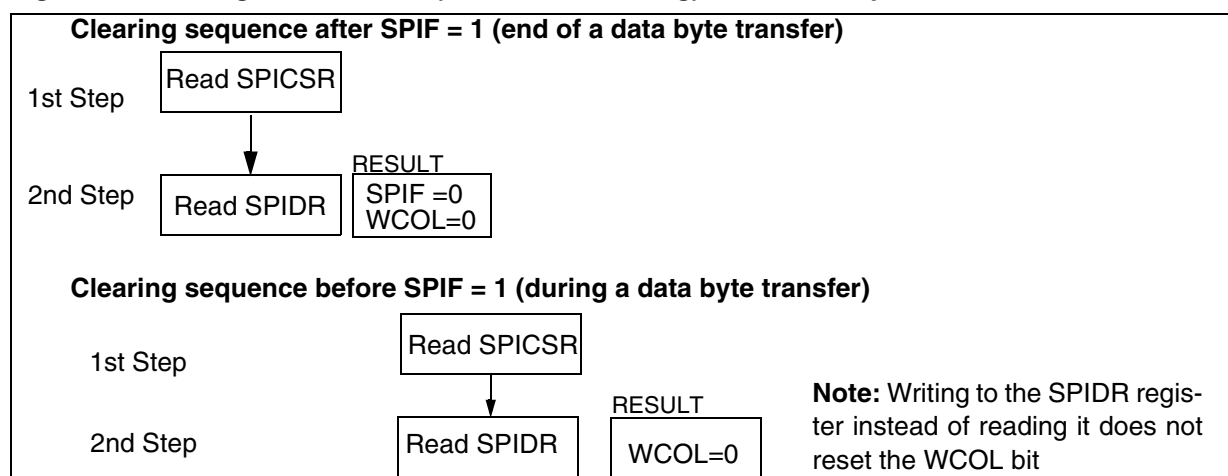 Clearing sequence after SPIF = 1 (end of a data byte transfer)
1st Step
Read SPICSR
2nd Step
Read SPIDR
RESULT
SPIF =0
WCOL=0
Clearing sequence before SPIF = 1 (during a data byte transfer)
1st Step
Read SPICSR
2nd Step
Read SPIDR
RESULT
WCOL=0
Note: Writing to the SPIDR regis-
ter instead of reading it does not
reset the WCOL bit